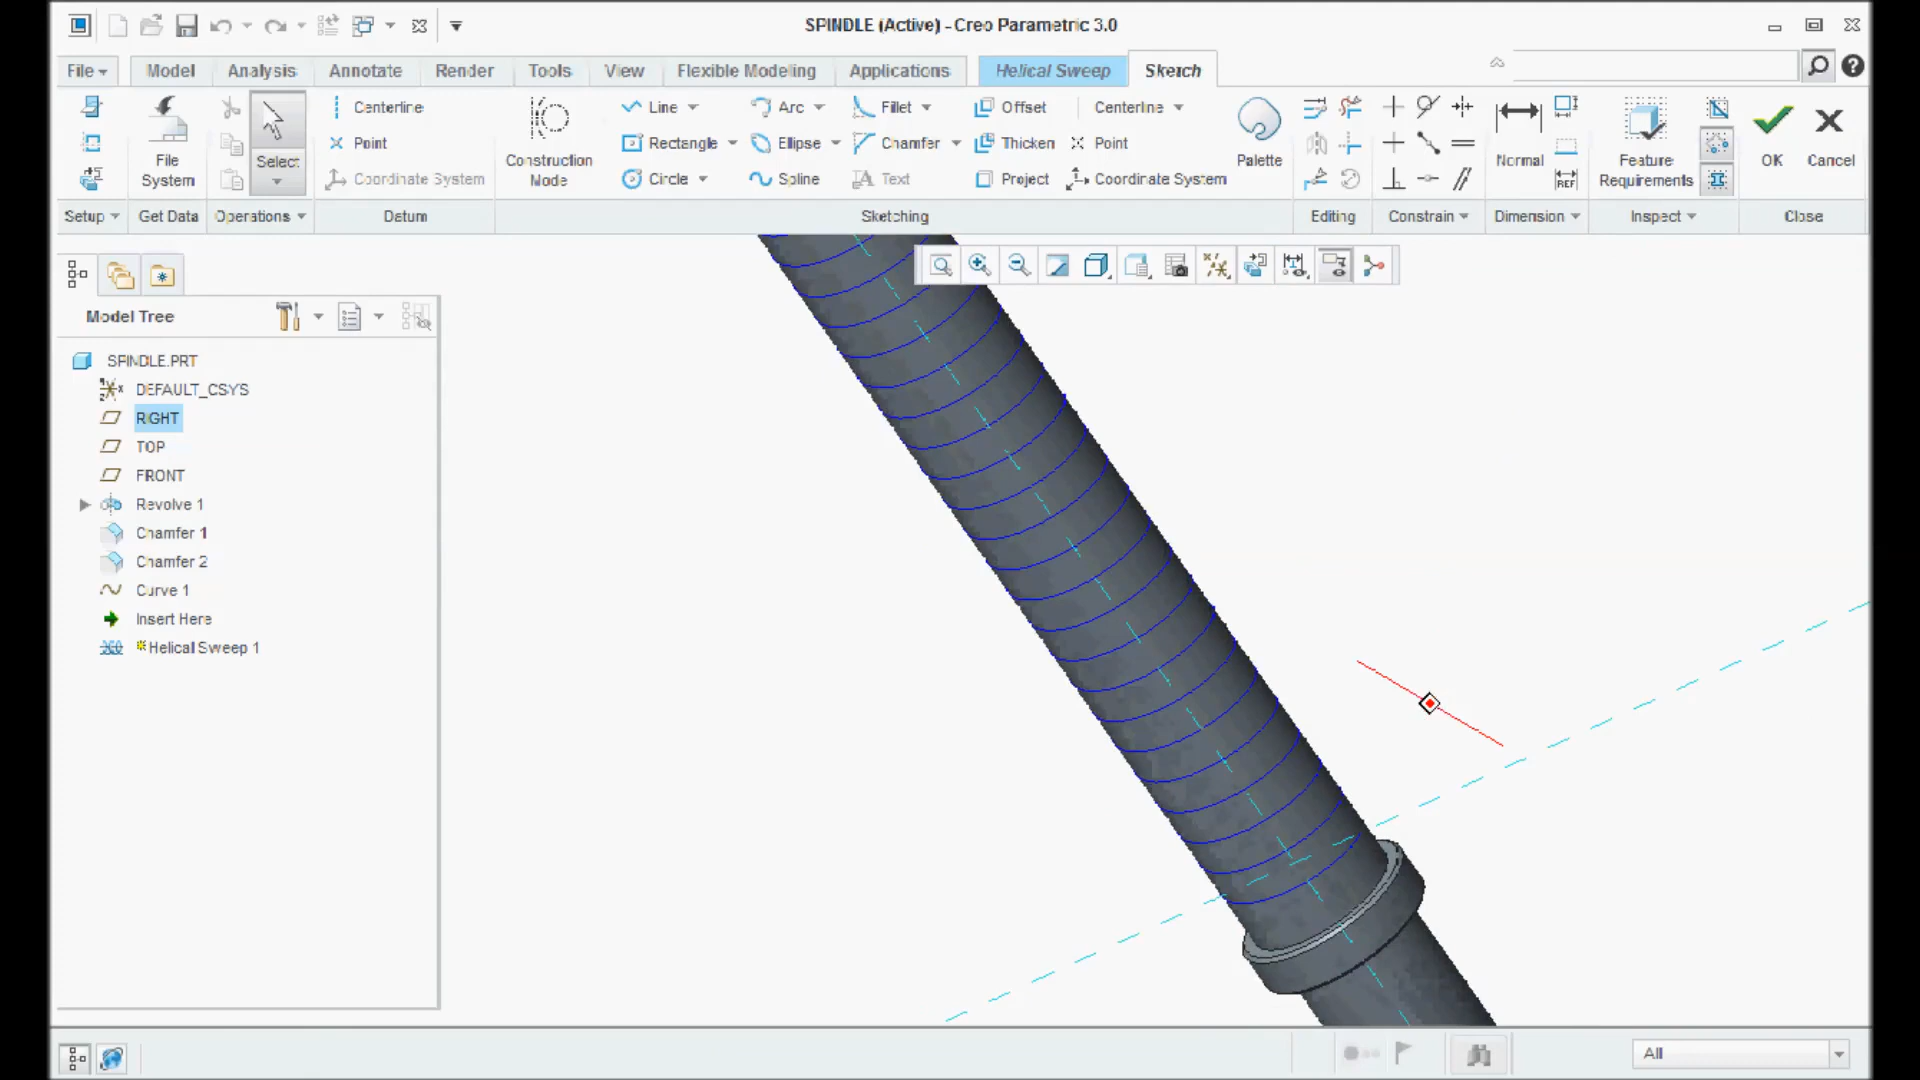 SPINDLE (Active) - Creo Parametric 3.0
File Model Analysis Annotate Render Tools View Flexible Modeling Applications Helical Sweep Sketch
Centerline Line Arc Fillet Offset Centerline
Point Rectangle Ellipse Chamfer Thicken Point
Coordinate System Circle Spline Text Project Coordinate System
File System
Select
Construction Mode
Palette
Normal
REF
Feature Requirements
OK
Cancel
Setup Get Data Operations Datum Sketching Editing Constrain Dimension Inspect Close
Model Tree
SPINDLE.PRT
DEFAULT_CSYS
RIGHT
TOP
FRONT
Revolve 1
Chamfer 1
Chamfer 2
Curve 1
Insert Here
*Helical Sweep 1
All